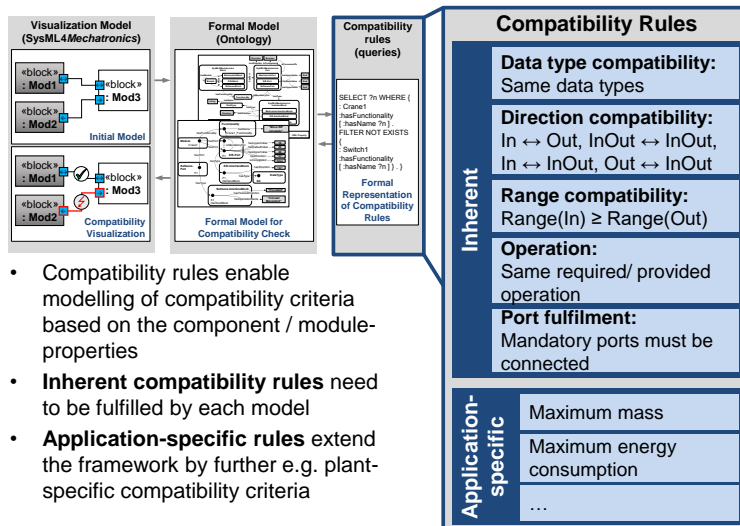 Visualization Model
(SysML4Mechatronics)
«block»
: Mod1
«block»
: Mod3
«block»
: Mod2
Initial Model
«block»
: Mod1
«block»
: Mod3
«block»
: Mod2
Compatibility
Visualization
Formal Model
(Ontology)
Formal Model for
Compatibility Check
Compatibility
rules
(queries)
SELECT ?n WHERE {
: Crane1
:hasFunctionality
[ :hasName ?n ] .
FILTER NOT EXISTS
{
: Switch1
:hasFunctionality
[ :hasName ?n ] } . }
Formal
Representation
of Compatibility
Rules
• Compatibility rules enable
modelling of compatibility criteria
based on the component / module-
properties
• Inherent compatibility rules need
to be fulfilled by each model
• Application-specific rules extend
the framework by further e.g. plant-
specific compatibility criteria
Compatibility Rules
Inherent
Data type compatibility:
Same data types
Direction compatibility:
In ↔ Out, InOut ↔ InOut,
In ↔ InOut, Out ↔ InOut
Range compatibility:
Range(In) ≥ Range(Out)
Operation:
Same required/ provided
operation
Port fulfilment:
Mandatory ports must be
connected
Application-
specific
Maximum mass
Maximum energy
consumption
…